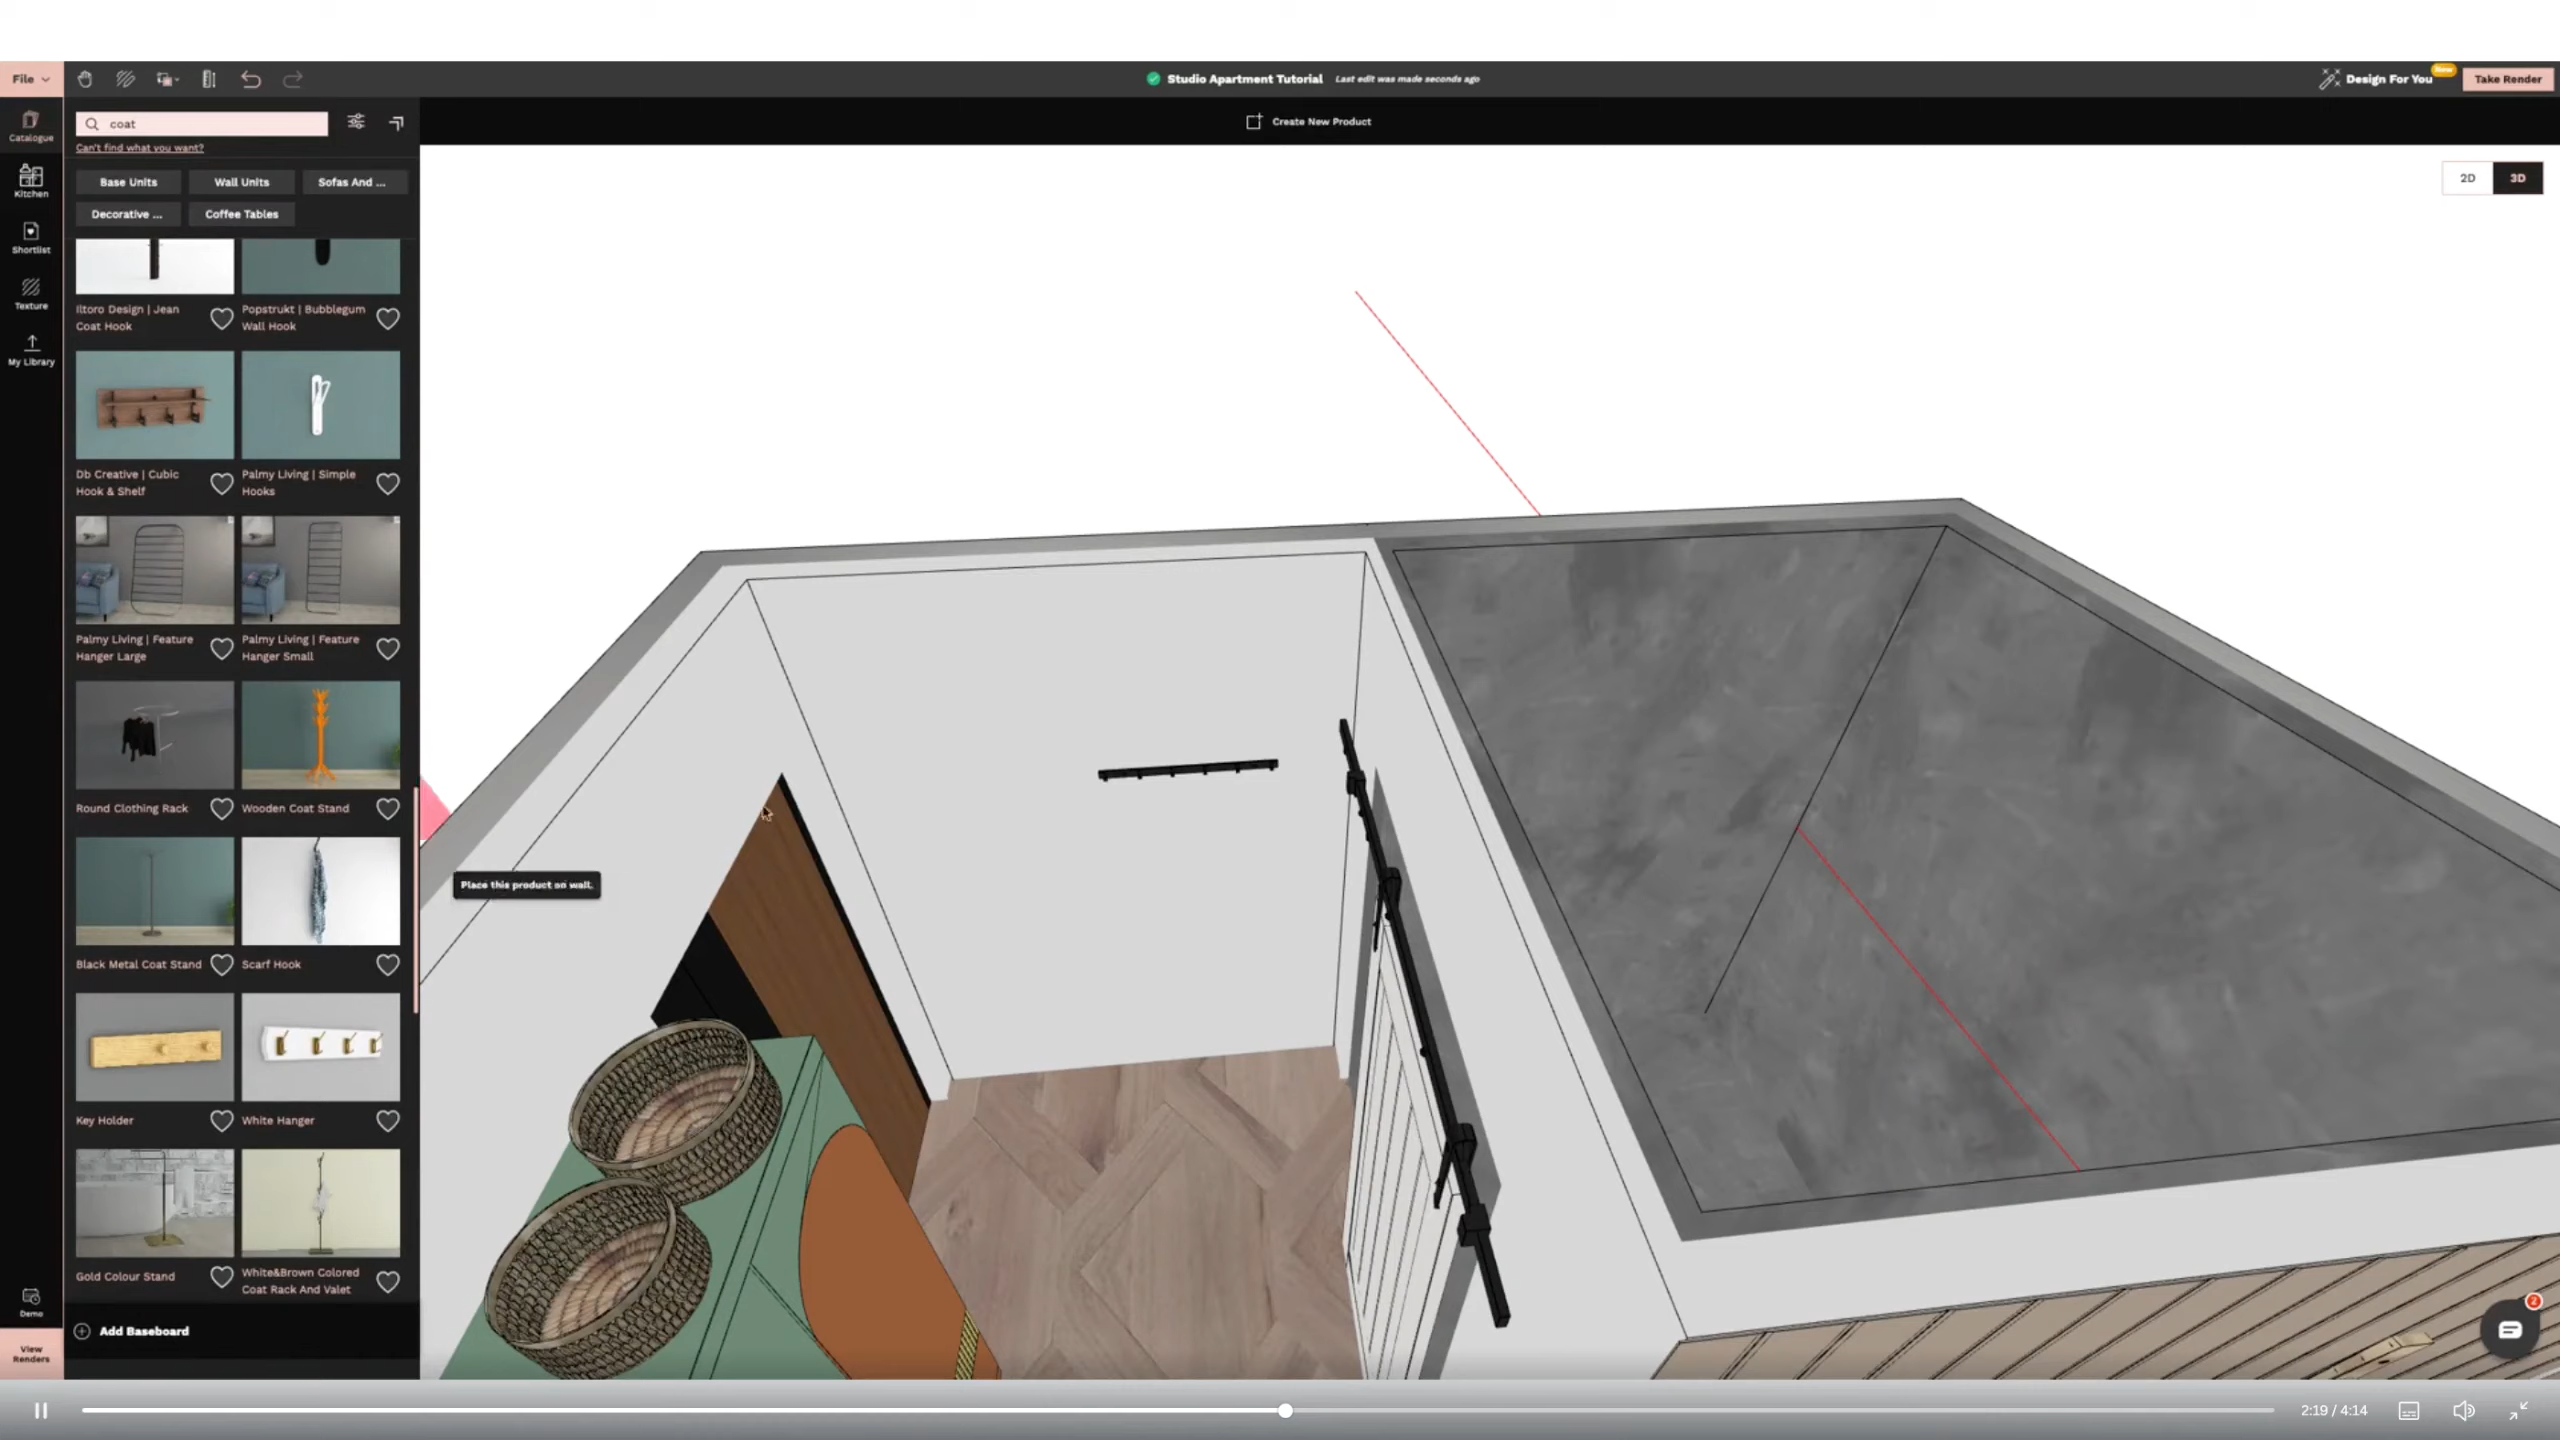 File
Studio Apartment Tutorial Last edit was made seconds ago
Design For You New
Take Render
Catalogue
Kitchen
Shortlist
Texture
My Library
Demo
View
Renders
coat
Can't find what you want?
Base Units Wall Units Sofas And ...
Decorative ... Coffee Tables
Create New Product
2D 3D
Iltoro Design | Jean
Coat Hook
Popstrukt | Bubblegum
Wall Hook
Db Creative | Cubic
Hook & Shelf
Palmy Living | Simple
Hooks
Palmy Living | Feature
Hanger Large
Palmy Living | Feature
Hanger Small
Round Clothing Rack
Wooden Coat Stand
Black Metal Coat Stand
Scarf Hook
Key Holder
White Hanger
Gold Colour Stand
White&Brown Colored
Coat Rack And Valet
Add Baseboard
Place this product on wall.
2
2:19 / 4:14